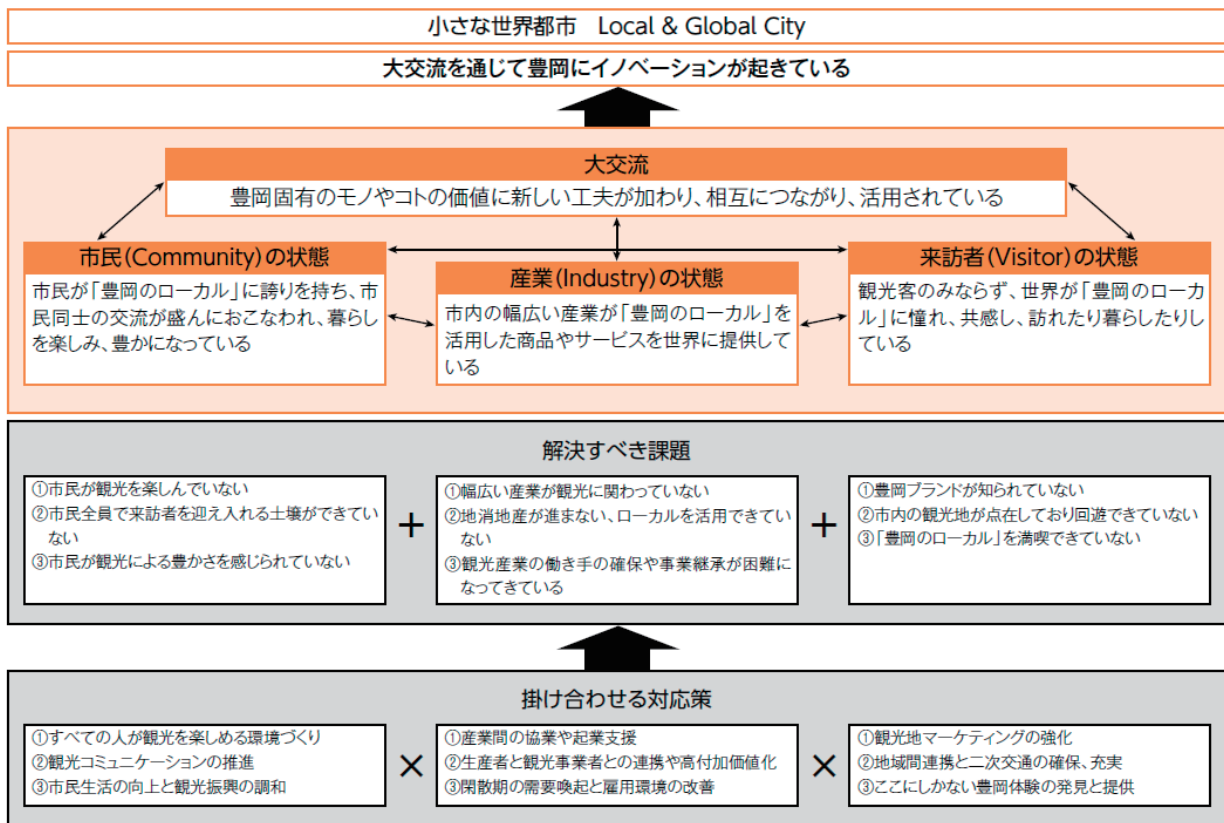 小さな世界都市　Local & Global City
大交流を通じて豊岡にイノベーションが起きている
大交流
豊岡固有のモノやコトの価値に新しい工夫が加わり、相互につながり、活用されている
市民(Community)の状態
市民が「豊岡のローカル」に誇りを持ち、市
民同士の交流が盛んにおこなわれ、暮らし
を楽しみ、豊かになっている
産業(Industry)の状態
市内の幅広い産業が「豊岡のローカル」を
活用した商品やサービスを世界に提供して
いる
来訪者(Visitor)の状態
観光客のみならず、世界が「豊岡のローカ
ル」に憧れ、共感し、訪れたり暮らしたりし
ている
解決すべき課題
①市民が観光を楽しんでいない
②市民全員で来訪者を迎え入れる土壌ができてい
ない
③市民が観光による豊かさを感じられていない
+
①幅広い産業が観光に関わっていない
②地消地産が進まない、ローカルを活用できてい
ない
③観光産業の働き手の確保や事業継承が困難に
なってきている
+
①豊岡ブランドが知られていない
②市内の観光地が点在しており回遊できていない
③「豊岡のローカル」を満喫できていない
掛け合わせる対応策
①すべての人が観光を楽しめる環境づくり
②観光コミュニケーションの推進
③市民生活の向上と観光振興の調和
×
①産業間の協業や起業支援
②生産者と観光事業者との連携や高付加価値化
③閑散期の需要喚起と雇用環境の改善
×
①観光地マーケティングの強化
②地域間連携と二次交通の確保、充実
③ここにしかない豊岡体験の発見と提供